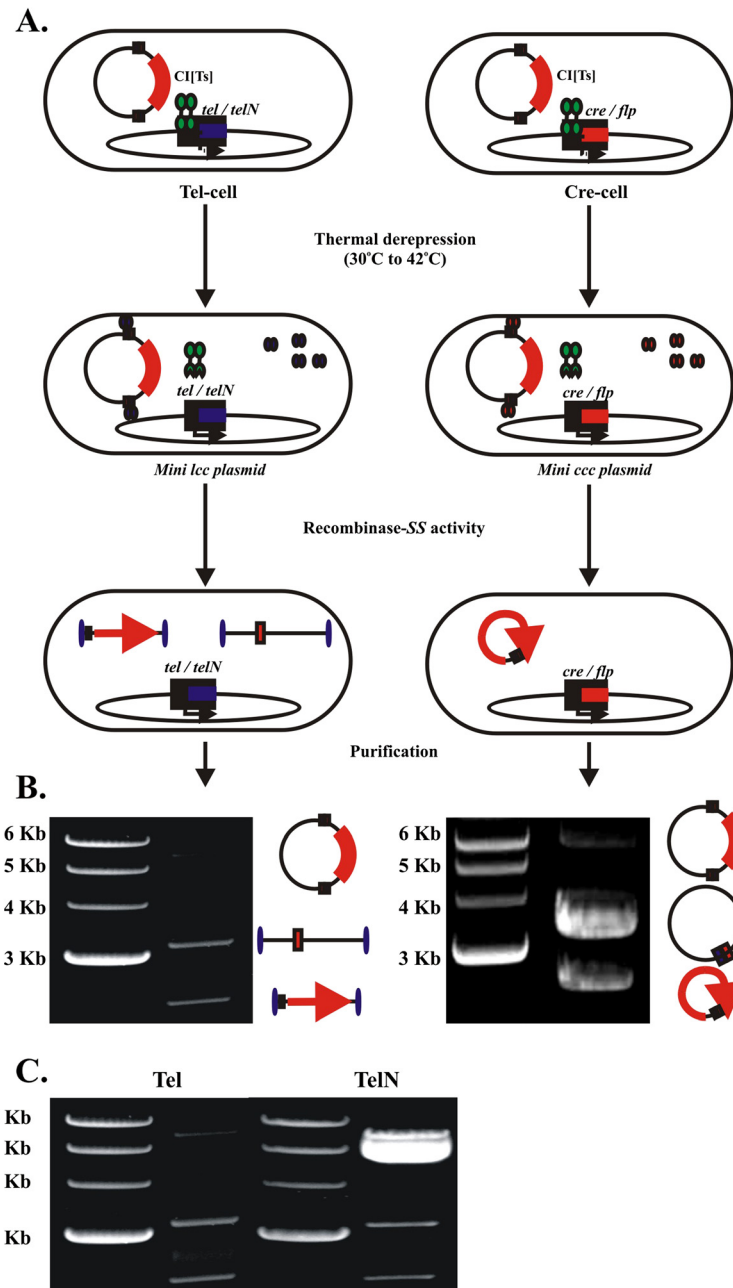 A.
CI[Ts]
tel / telN
CI[Ts]
cre / flp
Tel-cell
Cre-cell
Thermal derepression
(30°C to 42°C)
tel / telN
cre / flp
Mini lcc plasmid
Mini ccc plasmid
Recombinase-SS activity
tel / telN
cre / flp
Purification
B.
6 Kb
5 Kb
4 Kb
3 Kb
6 Kb
5 Kb
4 Kb
3 Kb
C.
Tel
TelN
Kb
Kb
Kb
Kb